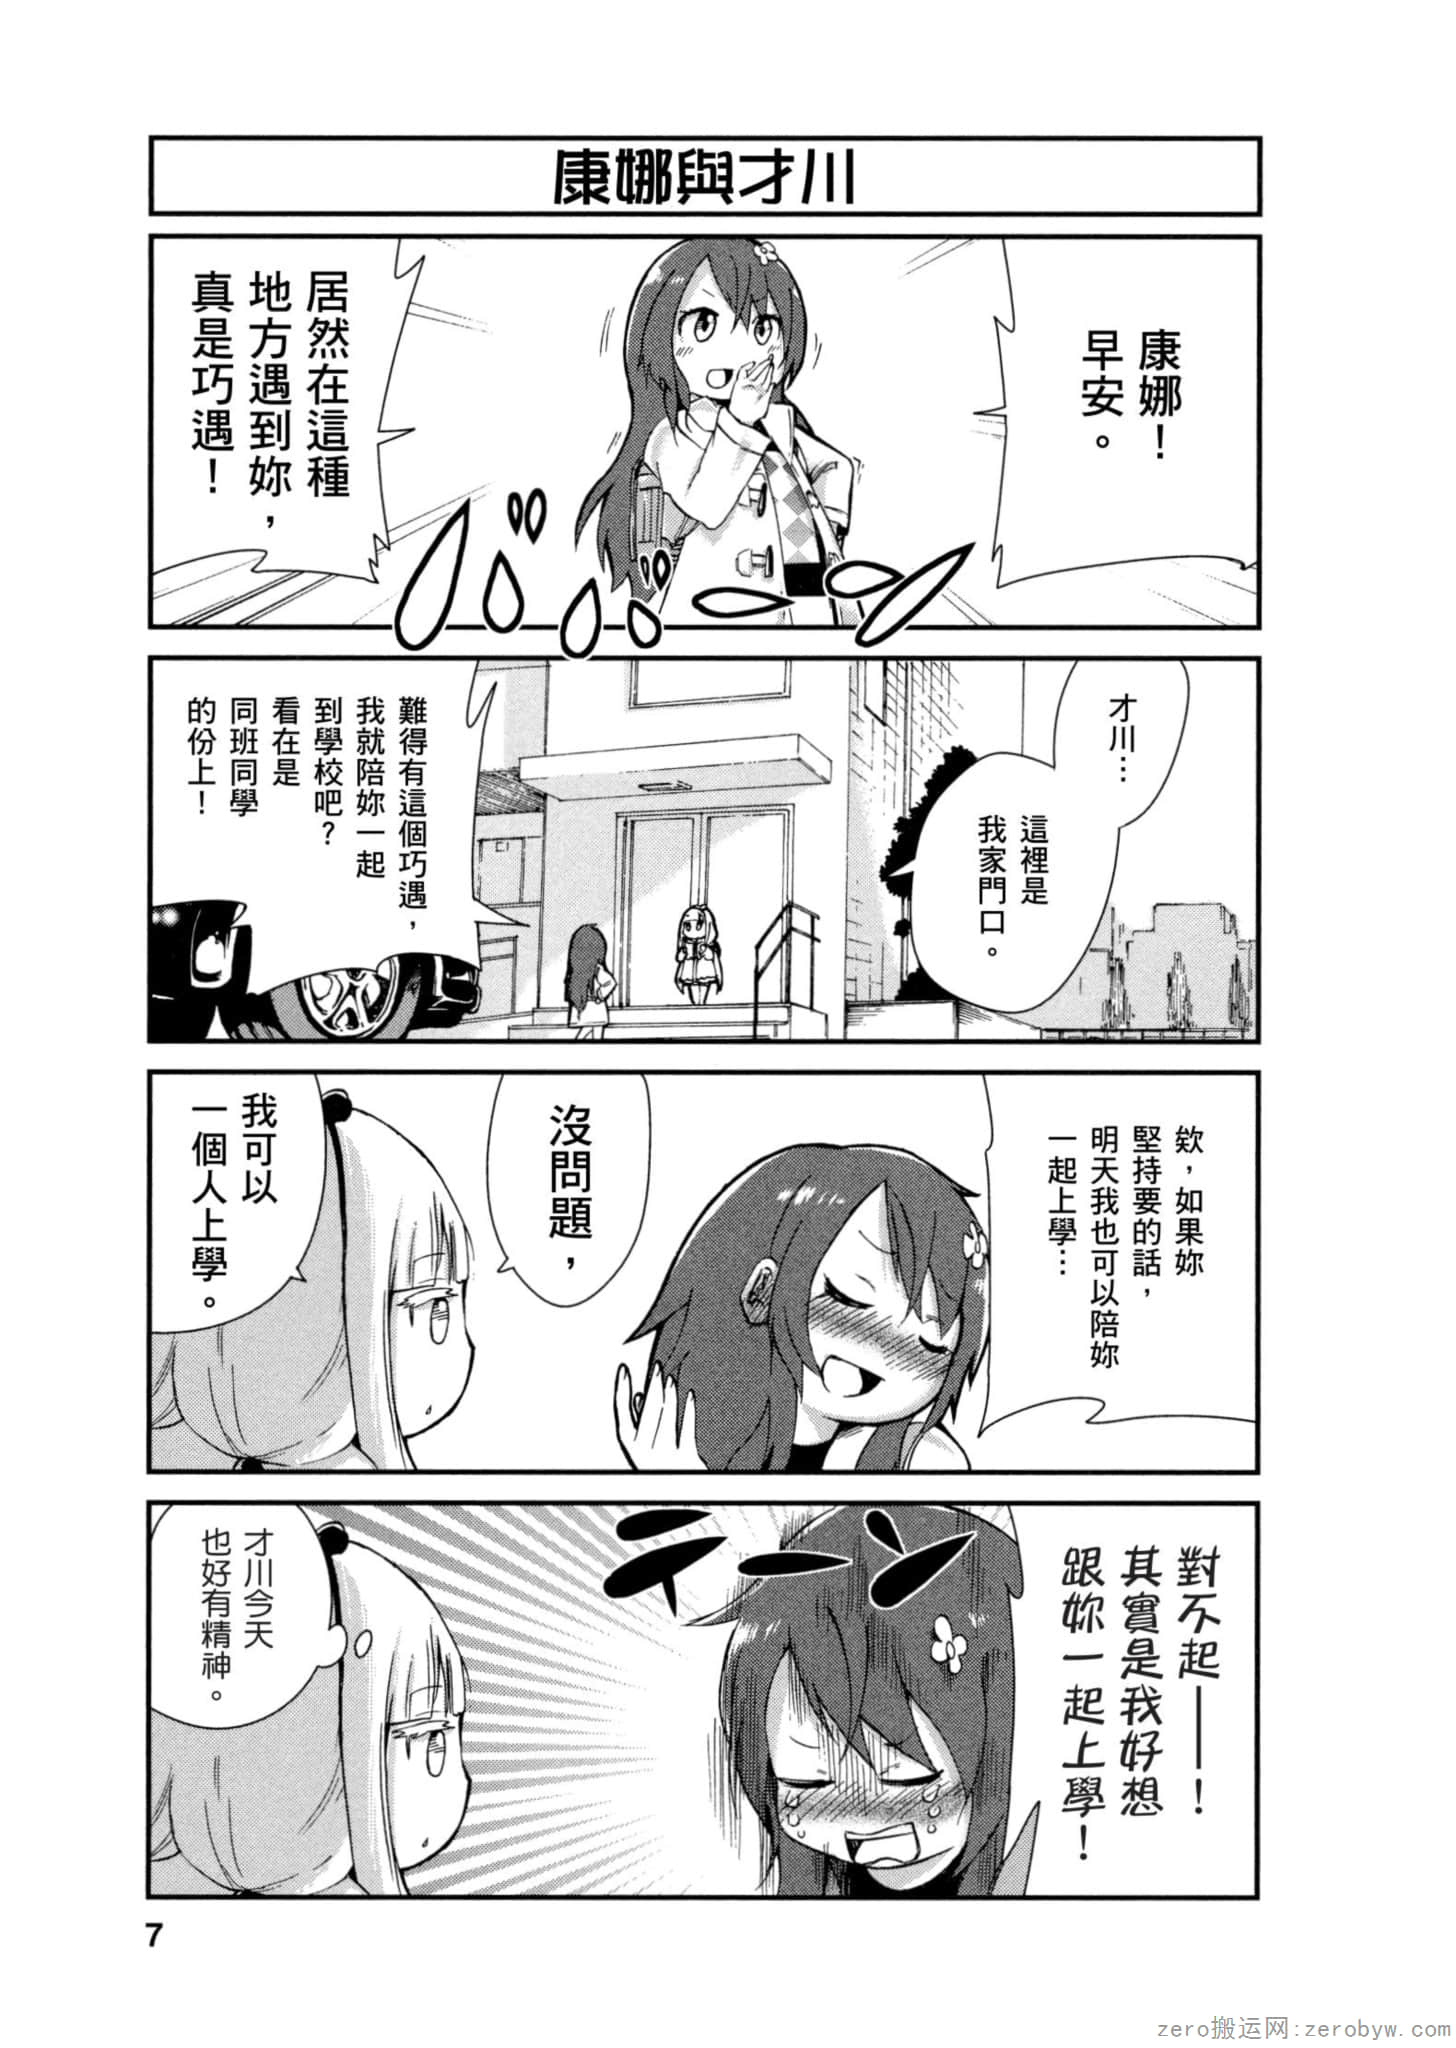 康娜與才川
康娜！
早安。
居然在這種
地方遇到妳，
真是巧遇！
バババーン
才川…
這裡是
我家門口。
難得有這個巧遇，
我就陪妳一起
到學校吧？
看在是
同班同學
的份上！
欸，如果妳
堅持要的話，
明天我也可以陪妳
一起上學…
沒問題，
我可以
一個人上學。
對不起——！
其實是我好想
跟妳一起上學！
才川今天
也好有精神。
7
zero搬运网:zerobyw.com